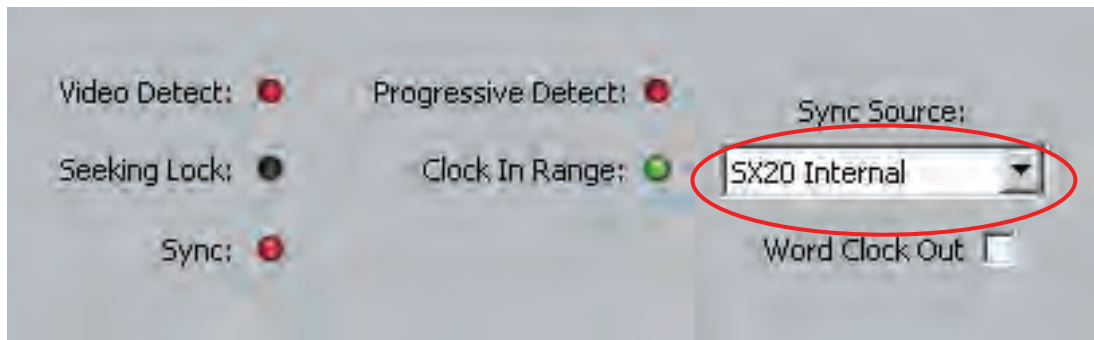 Video Detect:
Progressive Detect:
Sync Source:
Seeking Lock:
Clock In Range:
SX20 Internal
Sync:
Word Clock Out